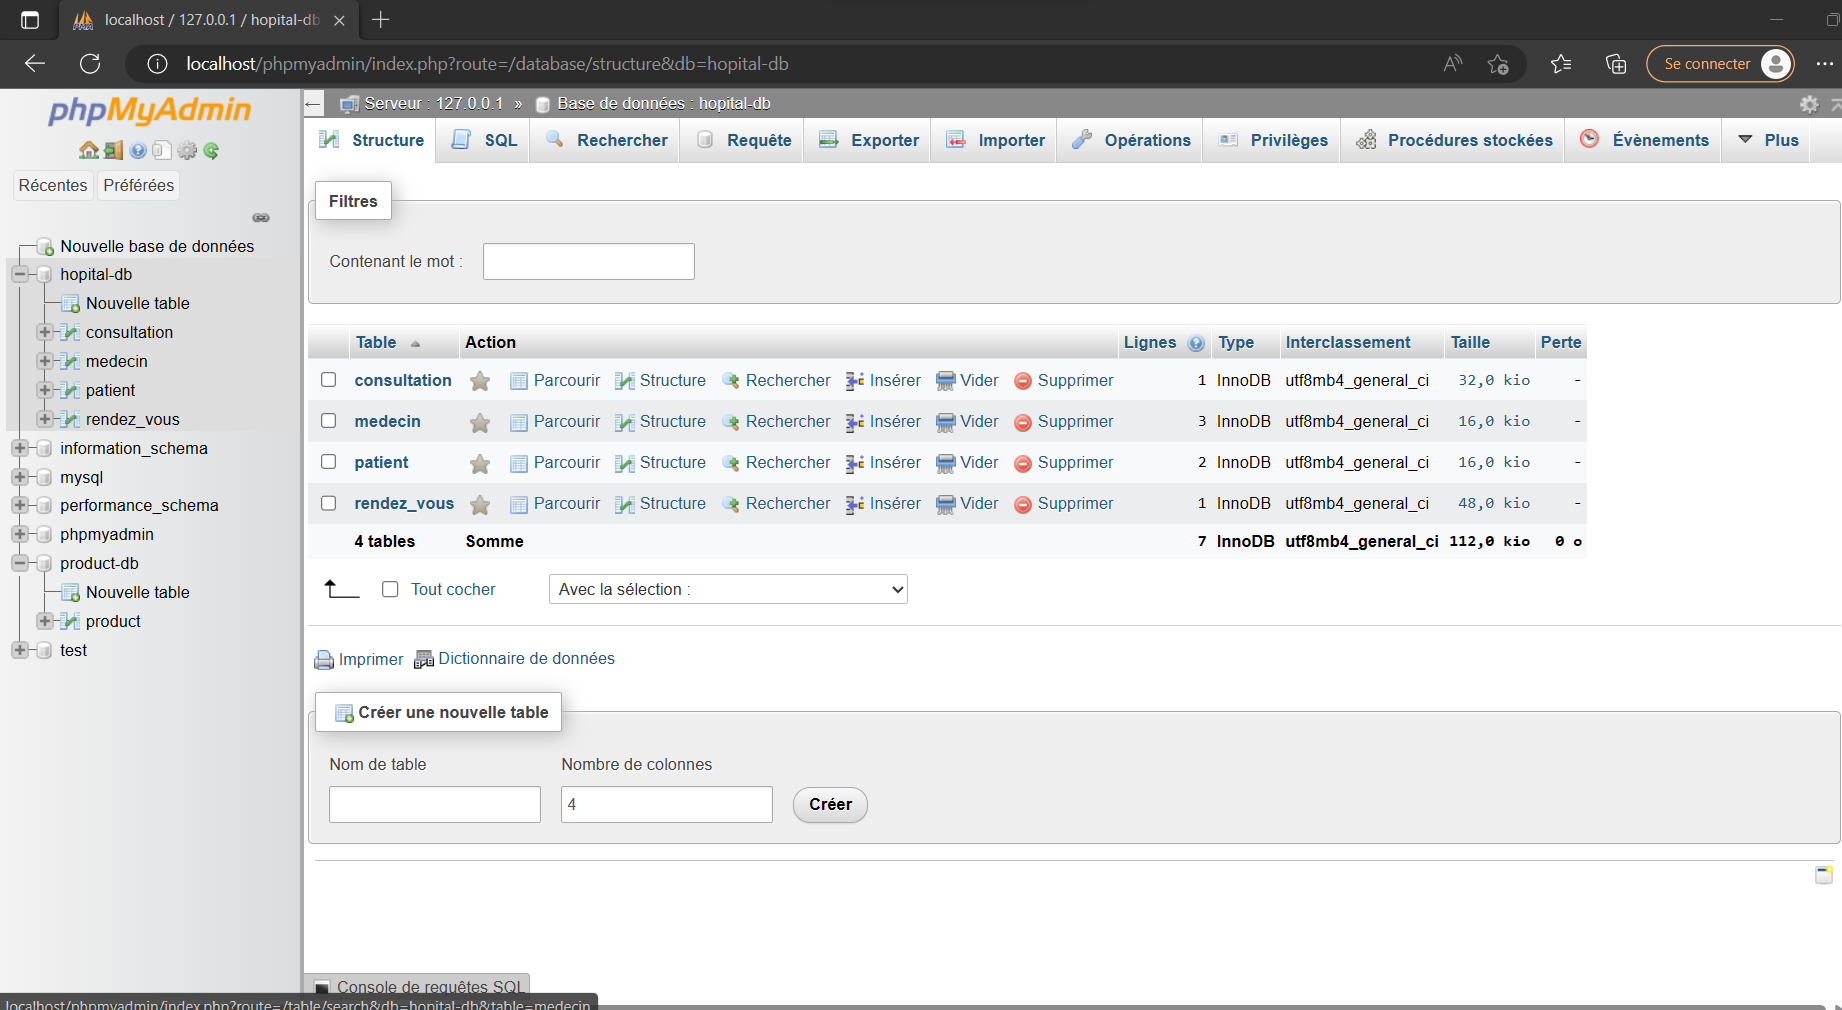 localhost / 127.0.0.1 / hopital-db
localhost/phpmyadmin/index.php?route=/database/structure&db=hopital-db
Se connecter
phpMyAdmin
Récentes Préférées
Nouvelle base de données
hopital-db
Nouvelle table
consultation
medecin
patient
rendez_vous
information_schema
mysql
performance_schema
phpmyadmin
product-db
Nouvelle table
product
test
Serveur : 127.0.0.1 » Base de données : hopital-db
Structure SQL Rechercher Requête Exporter Importer Opérations Privilèges Procédures stockées Évènements Plus
Filtres
Contenant le mot :
Table Action Lignes Type Interclassement Taille Perte
consultation Parcourir Structure Rechercher Insérer Vider Supprimer 1 InnoDB utf8mb4_general_ci 32,0 kio -
medecin Parcourir Structure Rechercher Insérer Vider Supprimer 3 InnoDB utf8mb4_general_ci 16,0 kio -
patient Parcourir Structure Rechercher Insérer Vider Supprimer 2 InnoDB utf8mb4_general_ci 16,0 kio -
rendez_vous Parcourir Structure Rechercher Insérer Vider Supprimer 1 InnoDB utf8mb4_general_ci 48,0 kio -
4 tables Somme 7 InnoDB utf8mb4_general_ci 112,0 kio 0 o
Tout cocher Avec la sélection :
Imprimer Dictionnaire de données
Créer une nouvelle table
Nom de table Nombre de colonnes
4 Créer
Console de requêtes SQL
localhost/phpmyadmin/index.php?route=/table/search&db=hopital-db&table=medecin